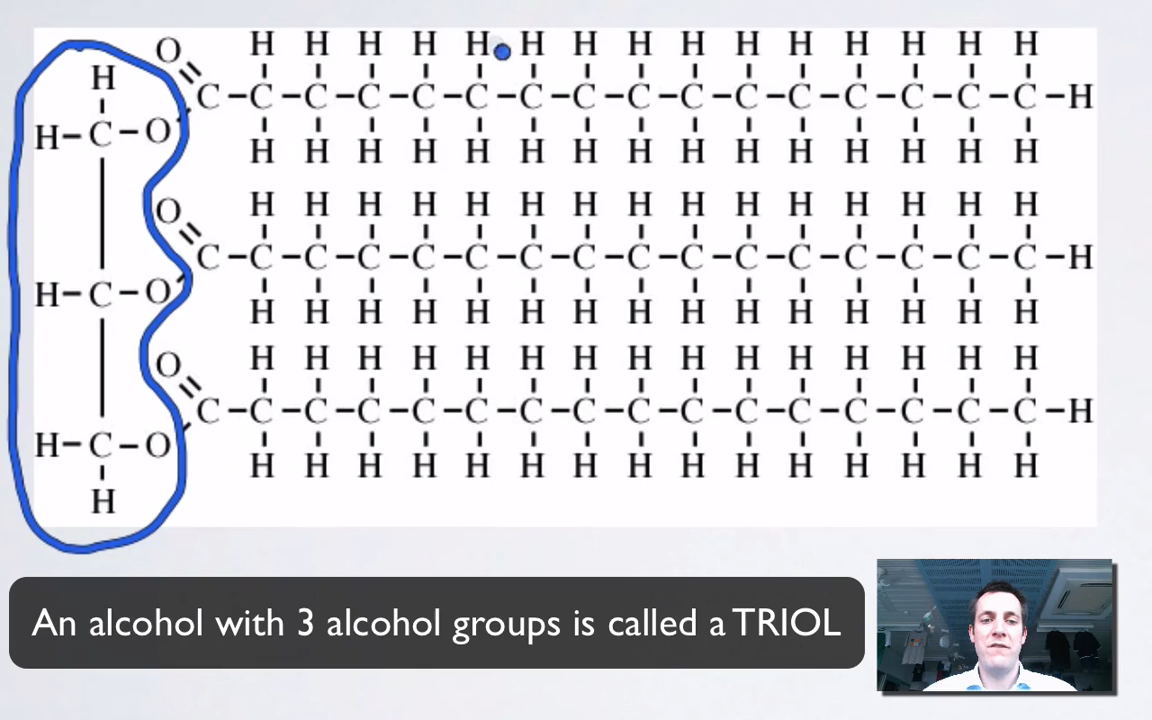 O H H H H H H H H H H H H H H H
H
C–C–C–C–C–C–C–C–C–C–C–C–C–C–C–C–H
H–C–O
H H H H H H H H H H H H H H H
O H H H H H H H H H H H H H H H
C–C–C–C–C–C–C–C–C–C–C–C–C–C–C–C–H
H–C–O
H H H H H H H H H H H H H H H
O H H H H H H H H H H H H H H H
C–C–C–C–C–C–C–C–C–C–C–C–C–C–C–C–H
H–C–O
H H H H H H H H H H H H H H H
H
An alcohol with 3 alcohol groups is called a TRIOL